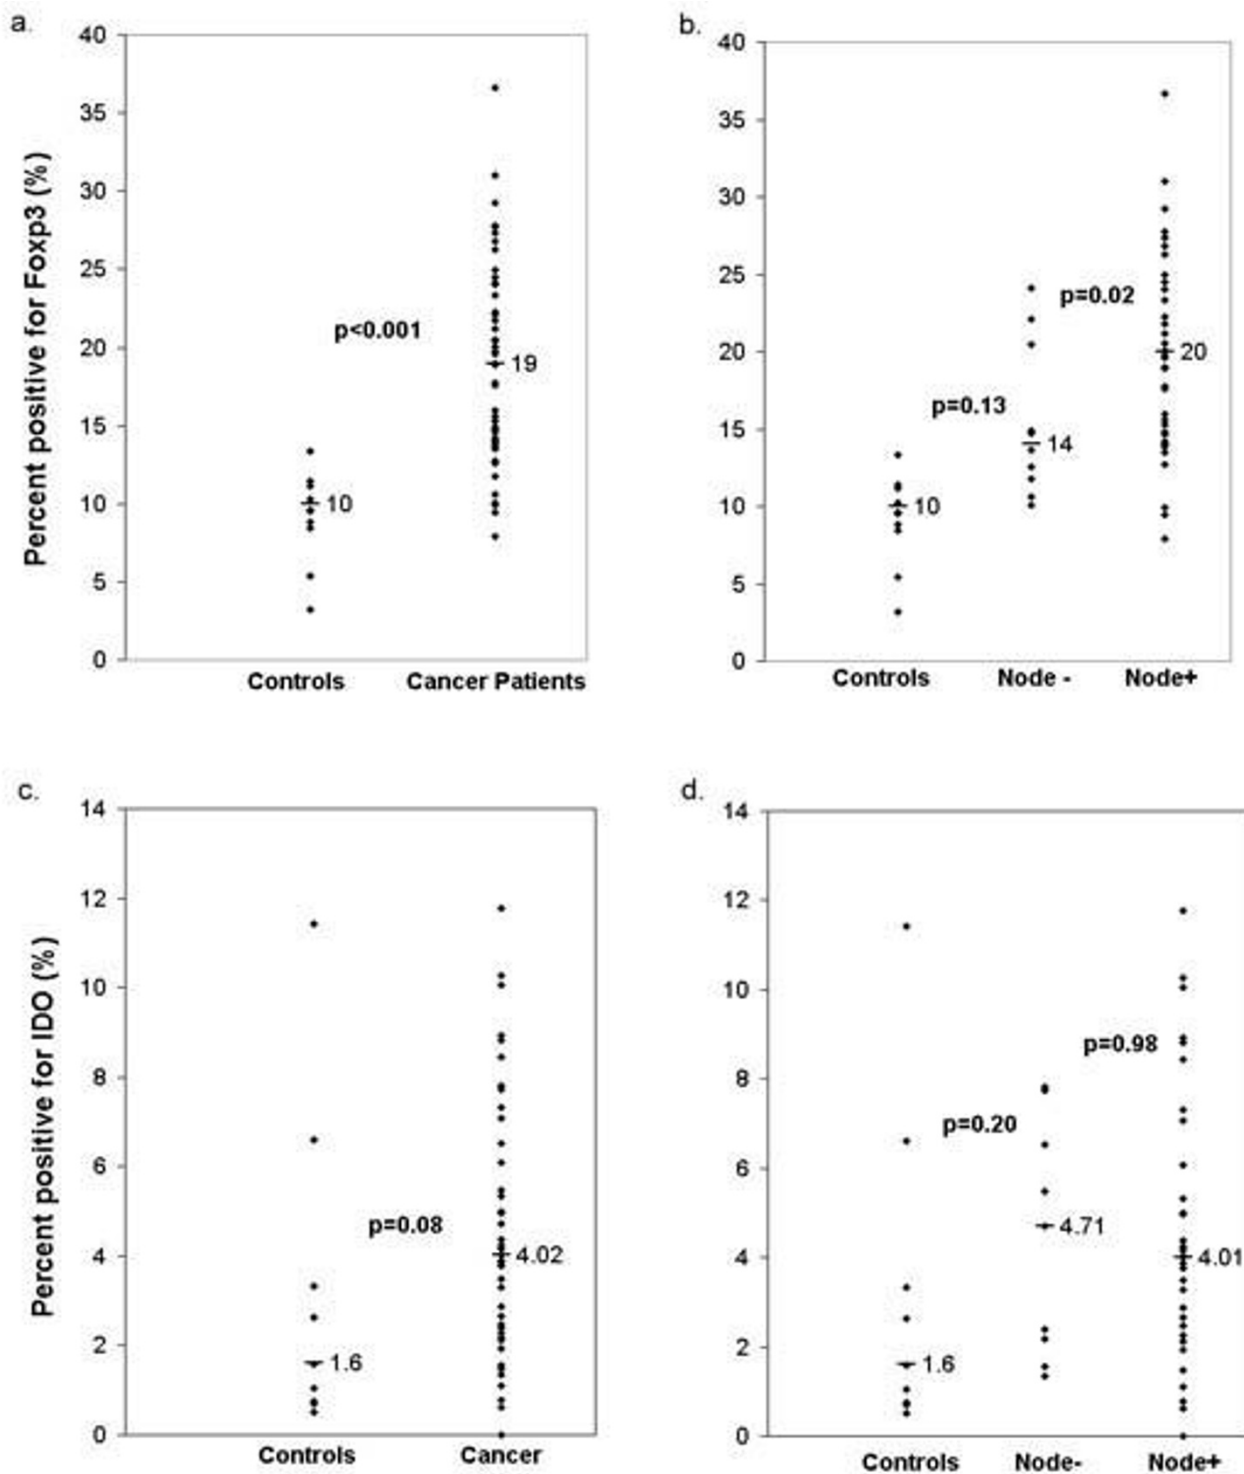 a.
Percent positive for Foxp3 (%)
40
35
30
25
20
15
10
5
0
p<0.001
19
10
Controls
Cancer Patients
b.
40
35
30
25
20
15
10
5
0
p=0.02
p=0.13
20
14
10
Controls
Node -
Node+
c.
Percent positive for IDO (%)
14
12
10
8
6
4
2
0
p=0.08
4.02
1.6
Controls
Cancer
d.
14
12
10
8
6
4
2
0
p=0.98
p=0.20
4.71
4.01
1.6
Controls
Node-
Node+